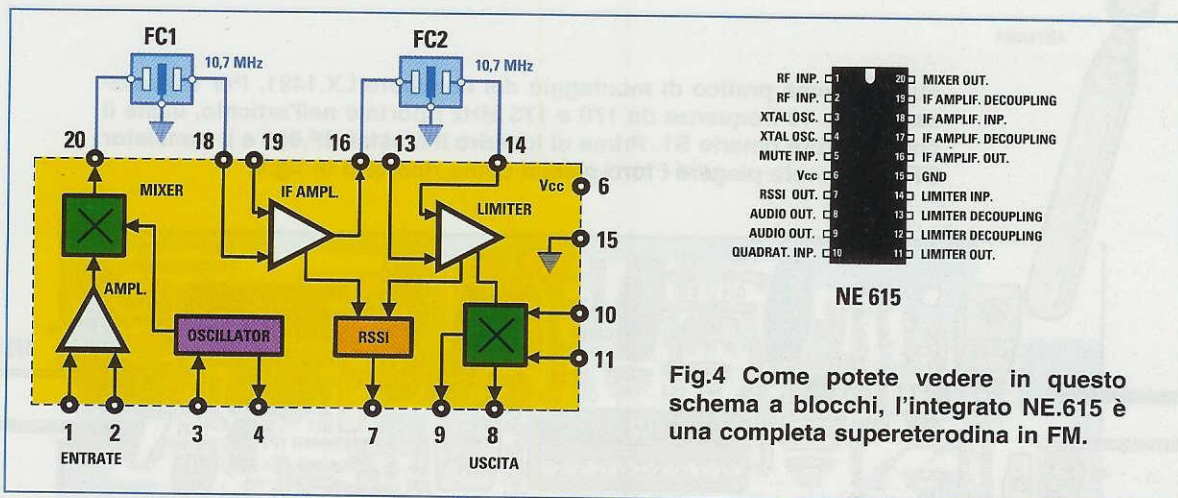 FC1
10,7 MHz
FC2
10,7 MHz
20
18
19
16
13
14
MIXER
IF AMPL.
LIMITER
Vcc
6
15
AMPL.
OSCILLATOR
RSSI
10
11
1
2
3
4
7
9
8
ENTRATE
USCITA
RF INP. 1
20 MIXER OUT.
RF INP. 2
19 IF AMPLIF. DECOUPLING
XTAL OSC. 3
18 IF AMPLIF. INP.
XTAL OSC. 4
17 IF AMPLIF. DECOUPLING
MUTE INP. 5
16 IF AMPLIF. OUT.
Vcc 6
15 GND
RSSI OUT. 7
14 LIMITER INP.
AUDIO OUT. 8
13 LIMITER DECOUPLING
AUDIO OUT. 9
12 LIMITER DECOUPLING
QUADRAT. INP. 10
11 LIMITER OUT.
NE 615
Fig.4 Come potete vedere in questo
schema a blocchi, l'integrato NE.615 è
una completa supereterodina in FM.